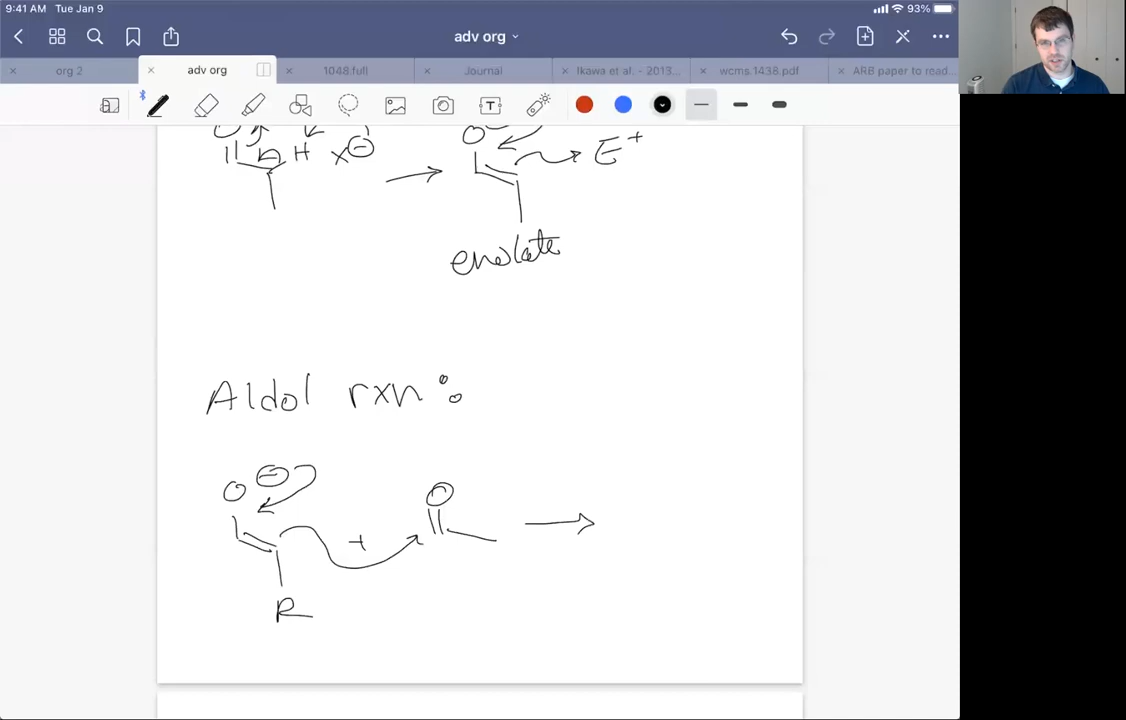 9:41 AM Tue Jan 9
93%
adv org
org 2
adv org
1048.full
Journal
Ikawa et al. - 2013...
wcms.1438.pdf
ARB paper to read...
T
O H X⊖
O E+
enolate
Aldol rxn:
O ⊖ O
+
R